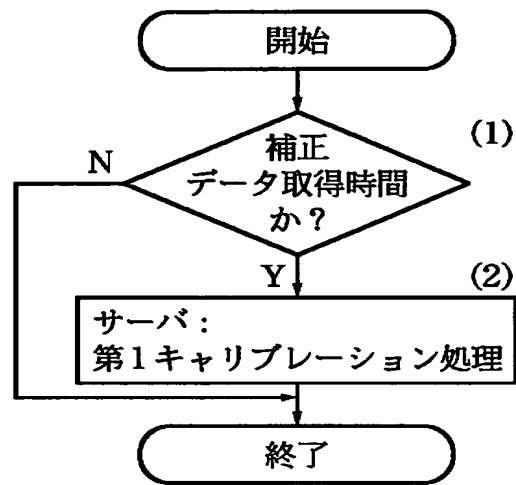 開始
(1)
補正
データ取得時間
か？
N
Y
(2)
サーバ：
第１キャリブレーション処理
終了